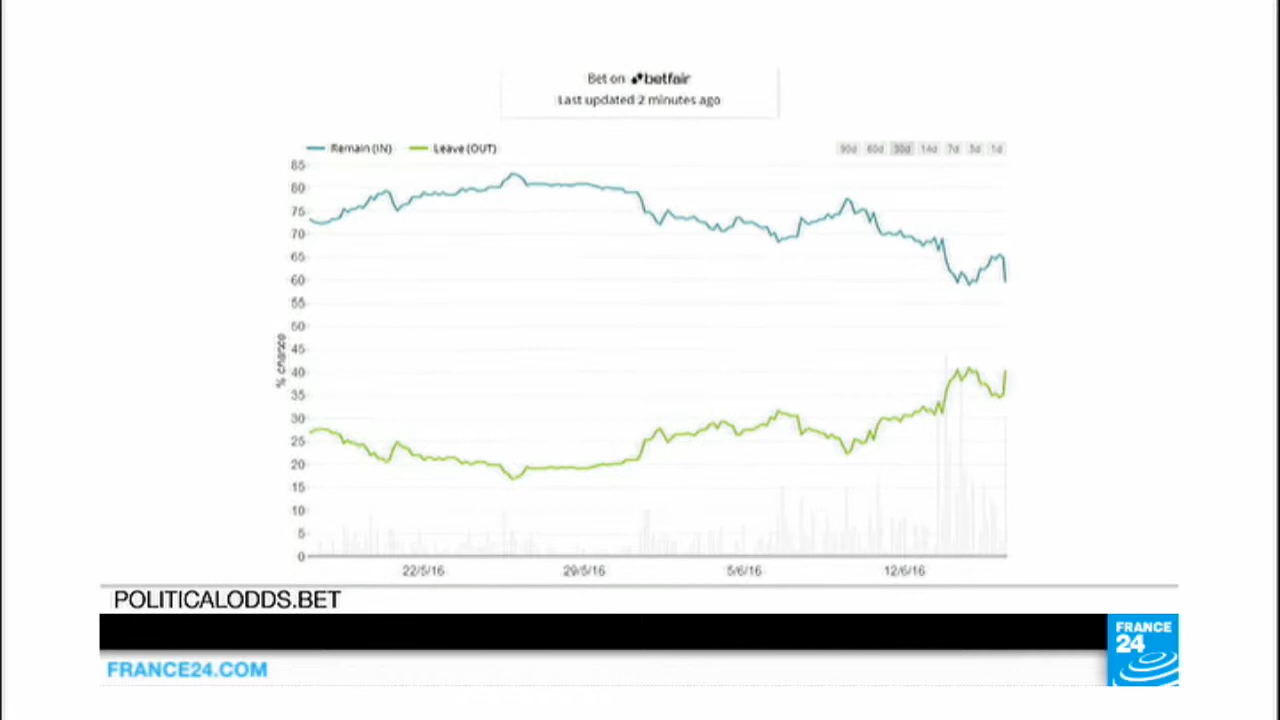 Bet on betfair
Last updated 2 minutes ago
Remain (IN) Leave (OUT)
90d 60d 30d 14d 7d 3d 1d
85
80
75
70
65
60
55
50
45
40
35
30
25
20
15
10
5
0
% chance
22/5/16 29/5/16 5/6/16 12/6/16
POLITICALODDS.BET
FRANCE
24
FRANCE24.COM